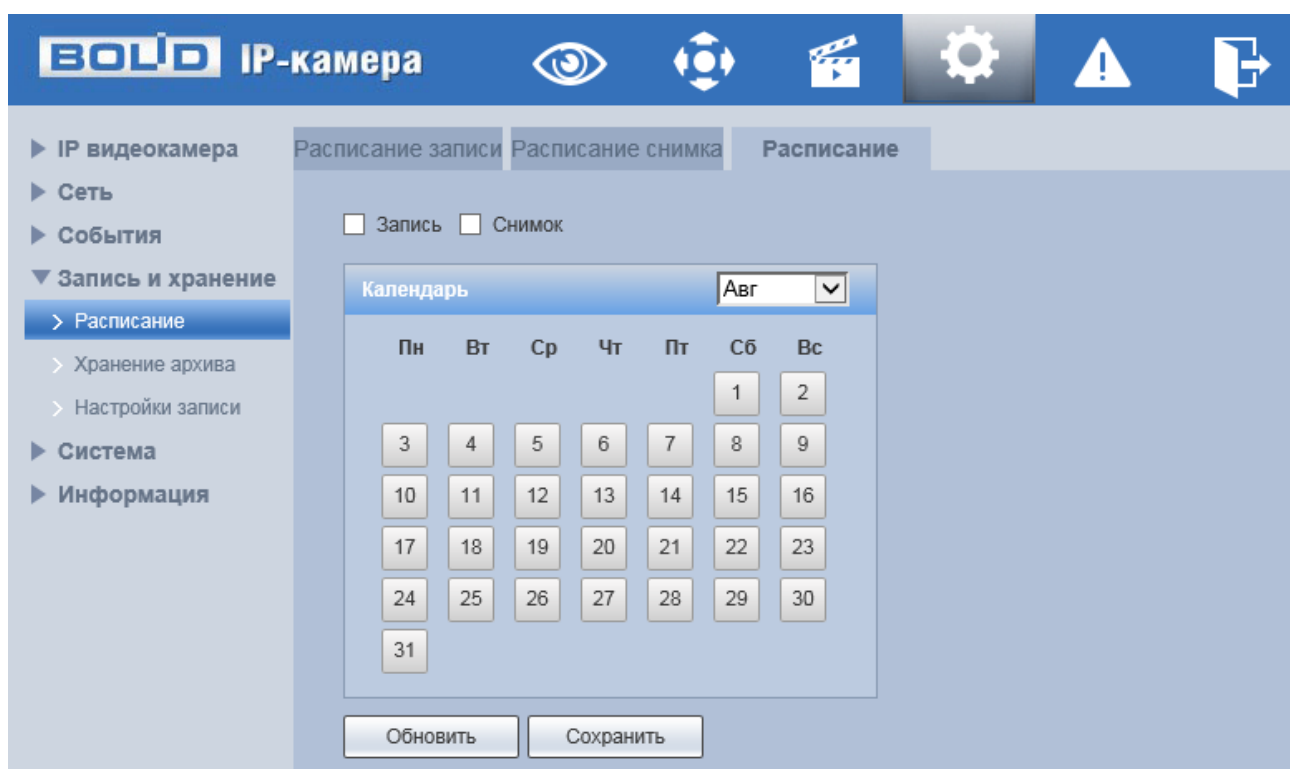 BOLID IP-камера
IP видеокамера
Сеть
События
Запись и хранение
Расписание
Хранение архива
Настройки записи
Система
Информация
Расписание записи Расписание снимка Расписание
Запись Снимок
Календарь Авг
Пн Вт Ср Чт Пт Сб Вс
1 2
3 4 5 6 7 8 9
10 11 12 13 14 15 16
17 18 19 20 21 22 23
24 25 26 27 28 29 30
31
Обновить Сохранить